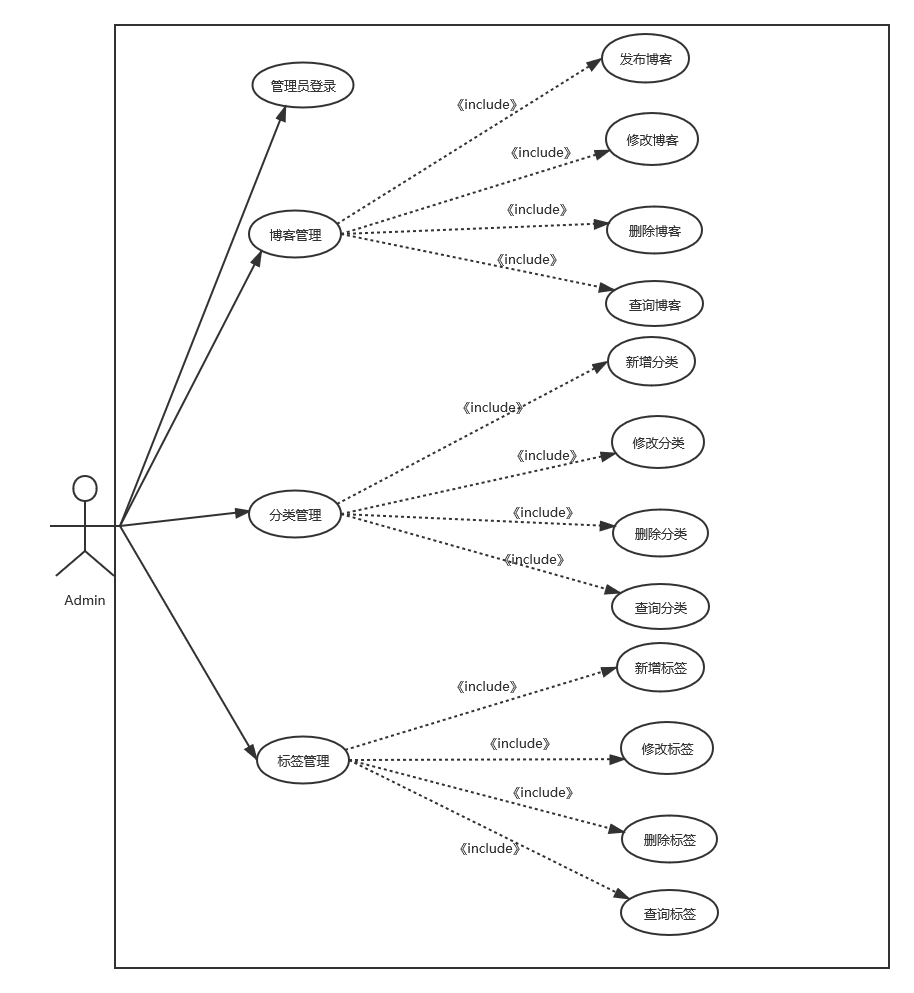 发布博客
管理员登录
《include》
修改博客
《include》
《include》
删除博客
博客管理
《include》
查询博客
新增分类
《include》
修改分类
《include》
分类管理
《include》
删除分类
《include》
查询分类
Admin
新增标签
《include》
《include》
修改标签
标签管理
《include》
删除标签
《include》
查询标签